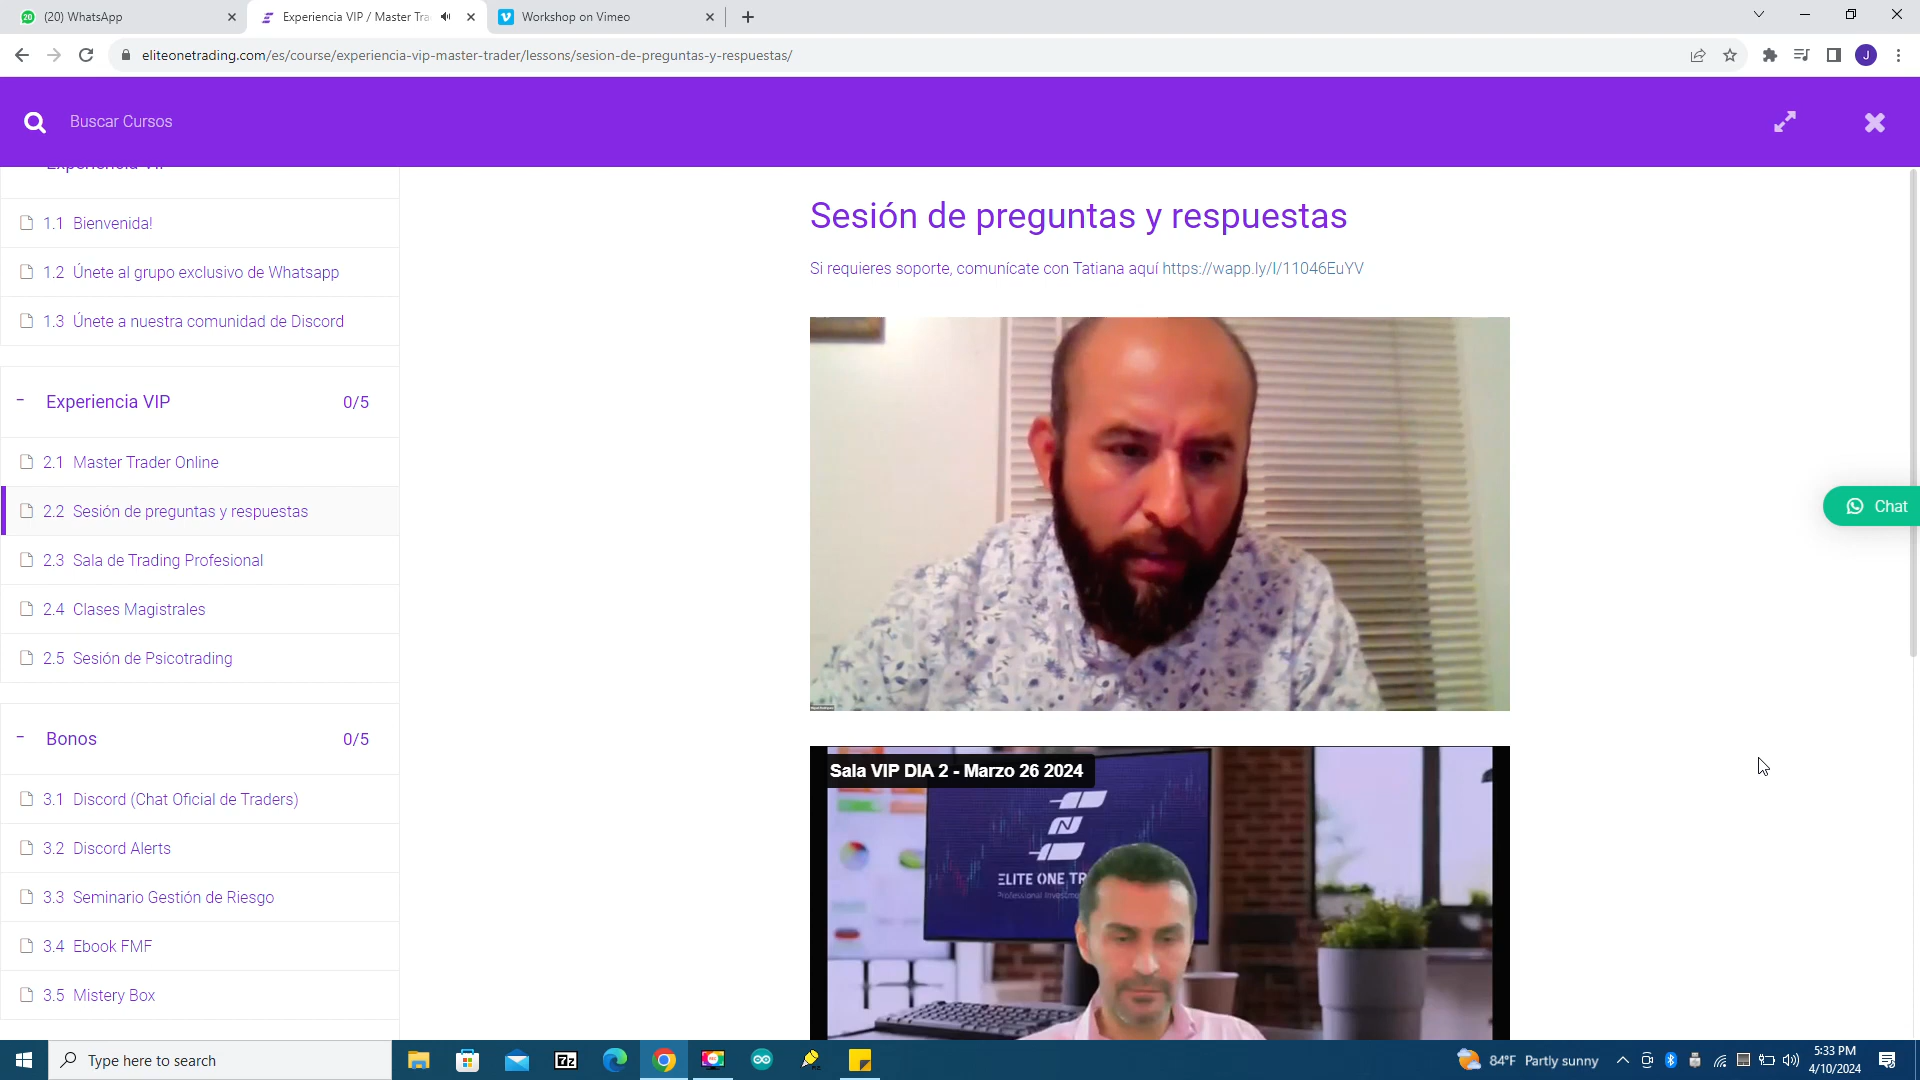 (20) WhatsApp
Experiencia VIP / Master Tra
Workshop on Vimeo
eliteonetrading.com/es/course/experiencia-vip-master-trader/lessons/sesion-de-preguntas-y-respuestas/
J
Buscar Cursos
Experiencia VIP
1.1 Bienvenida!
1.2 Únete al grupo exclusivo de Whatsapp
1.3 Únete a nuestra comunidad de Discord
- Experiencia VIP 0/5
2.1 Master Trader Online
2.2 Sesión de preguntas y respuestas
2.3 Sala de Trading Profesional
2.4 Clases Magistrales
2.5 Sesión de Psicotrading
- Bonos 0/5
3.1 Discord (Chat Oficial de Traders)
3.2 Discord Alerts
3.3 Seminario Gestión de Riesgo
3.4 Ebook FMF
3.5 Mistery Box
Sesión de preguntas y respuestas
Si requieres soporte, comunícate con Tatiana aquí https://wapp.ly/l/11046EuYV
Sala VIP DIA 2 - Marzo 26 2024
ELITE ONE TR
Professional Investme
Chat
Type here to search
7z
84°F Partly sunny
5:33 PM
4/10/2024